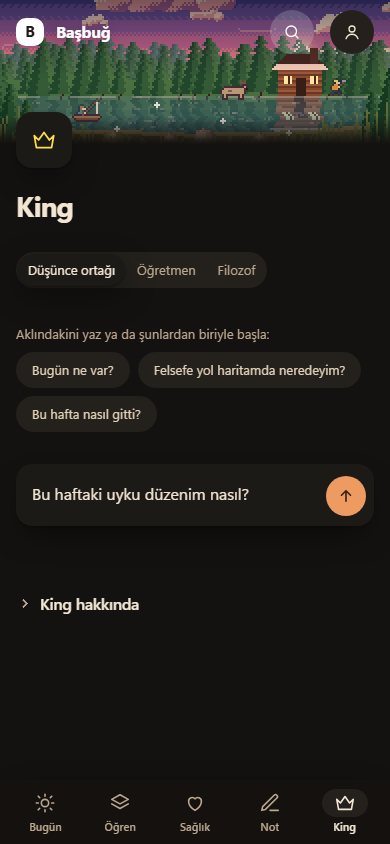 B Başbuğ
King
Düşünce ortağı Öğretmen Filozof
Aklındakini yaz ya da şunlardan biriyle başla:
Bugün ne var? Felsefe yol haritamda neredeyim?
Bu hafta nasıl gitti?
Bu haftaki uyku düzenim nasıl?
King hakkında
Bugün Öğren Sağlık Not King